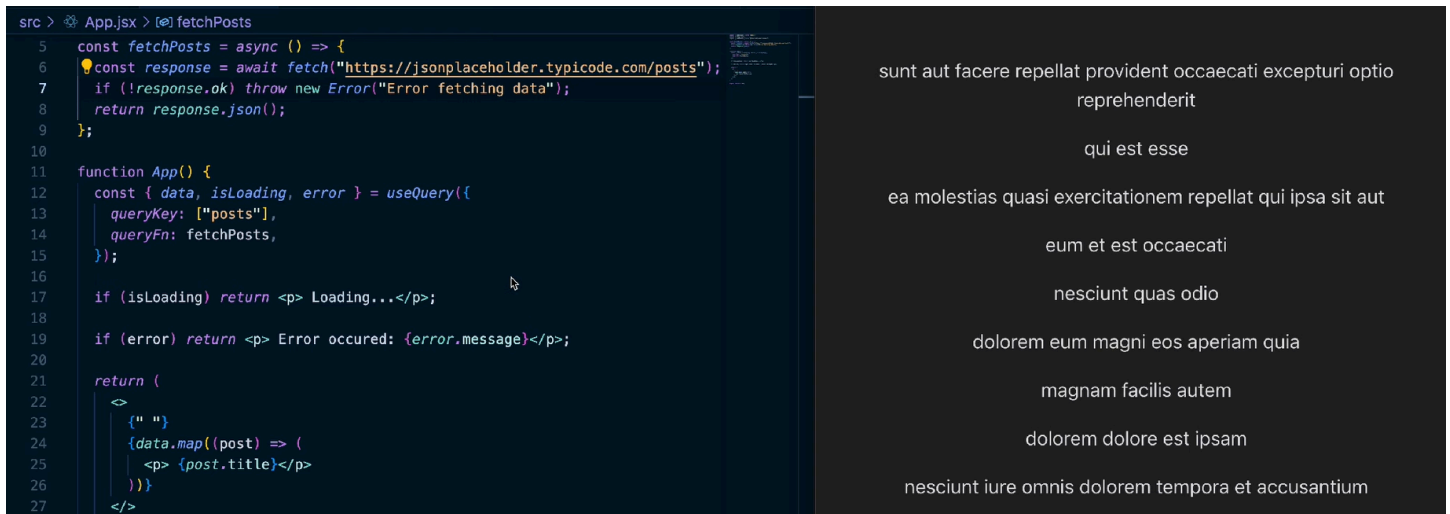 src > App.jsx > fetchPosts
5 const fetchPosts = async () => {
6 const response = await fetch("https://jsonplaceholder.typicode.com/posts");
7 if (!response.ok) throw new Error("Error fetching data");
8 return response.json();
9 };
10
11 function App() {
12 const { data, isLoading, error } = useQuery({
13 queryKey: ["posts"],
14 queryFn: fetchPosts,
15 });
16
17 if (isLoading) return <p> Loading...</p>;
18
19 if (error) return <p> Error occured: {error.message}</p>;
20
21 return (
22 <>
23 {" "}
24 {data.map((post) => (
25 <p> {post.title}</p>
26 ))}
27 </>
sunt aut facere repellat provident occaecati excepturi optio
reprehenderit
qui est esse
ea molestias quasi exercitationem repellat qui ipsa sit aut
eum et est occaecati
nesciunt quas odio
dolorem eum magni eos aperiam quia
magnam facilis autem
dolorem dolore est ipsam
nesciunt iure omnis dolorem tempora et accusantium